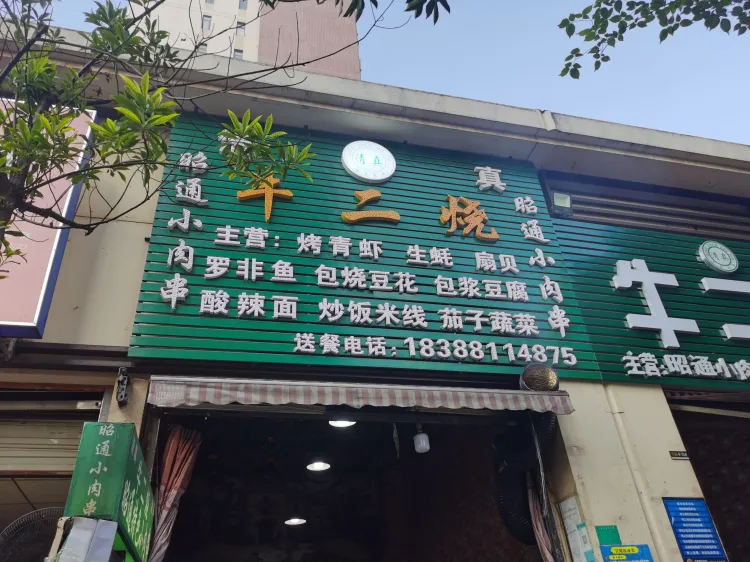 昭通小肉串
牛二烧
真
昭通小肉串
主营：烤青虾 生蚝 扇贝
罗非鱼 包烧豆花 包浆豆腐
酸辣面 炒饭米线 茄子蔬菜
送餐电话：18388114875
牛二
主营：昭通小肉
昭通小肉串